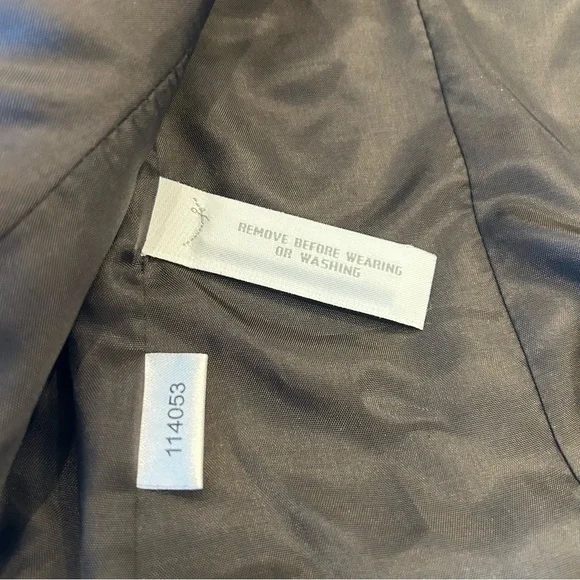 REMOVE BEFORE WEARING
OR WASHING
114053